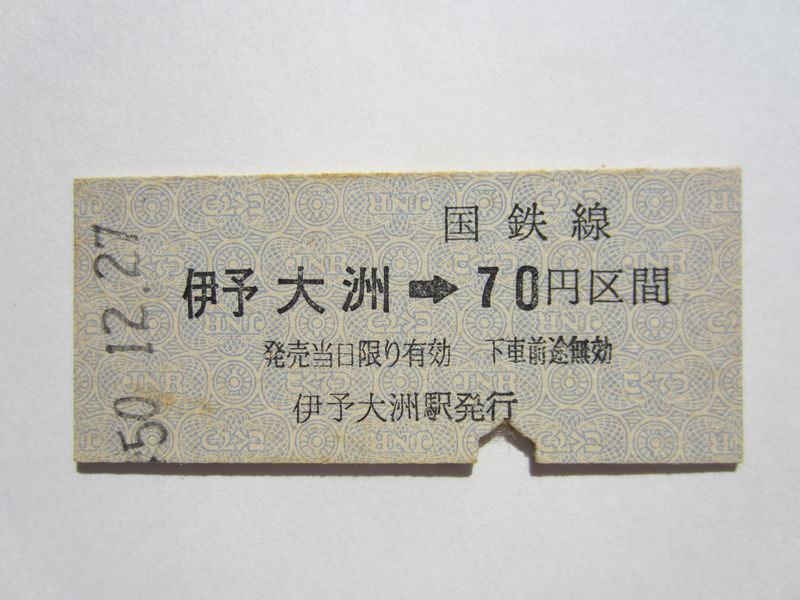 国鉄線
伊予大洲➡70円区間
発売当日限り有効 下車前途無効
伊予大洲駅発行
50.12.27